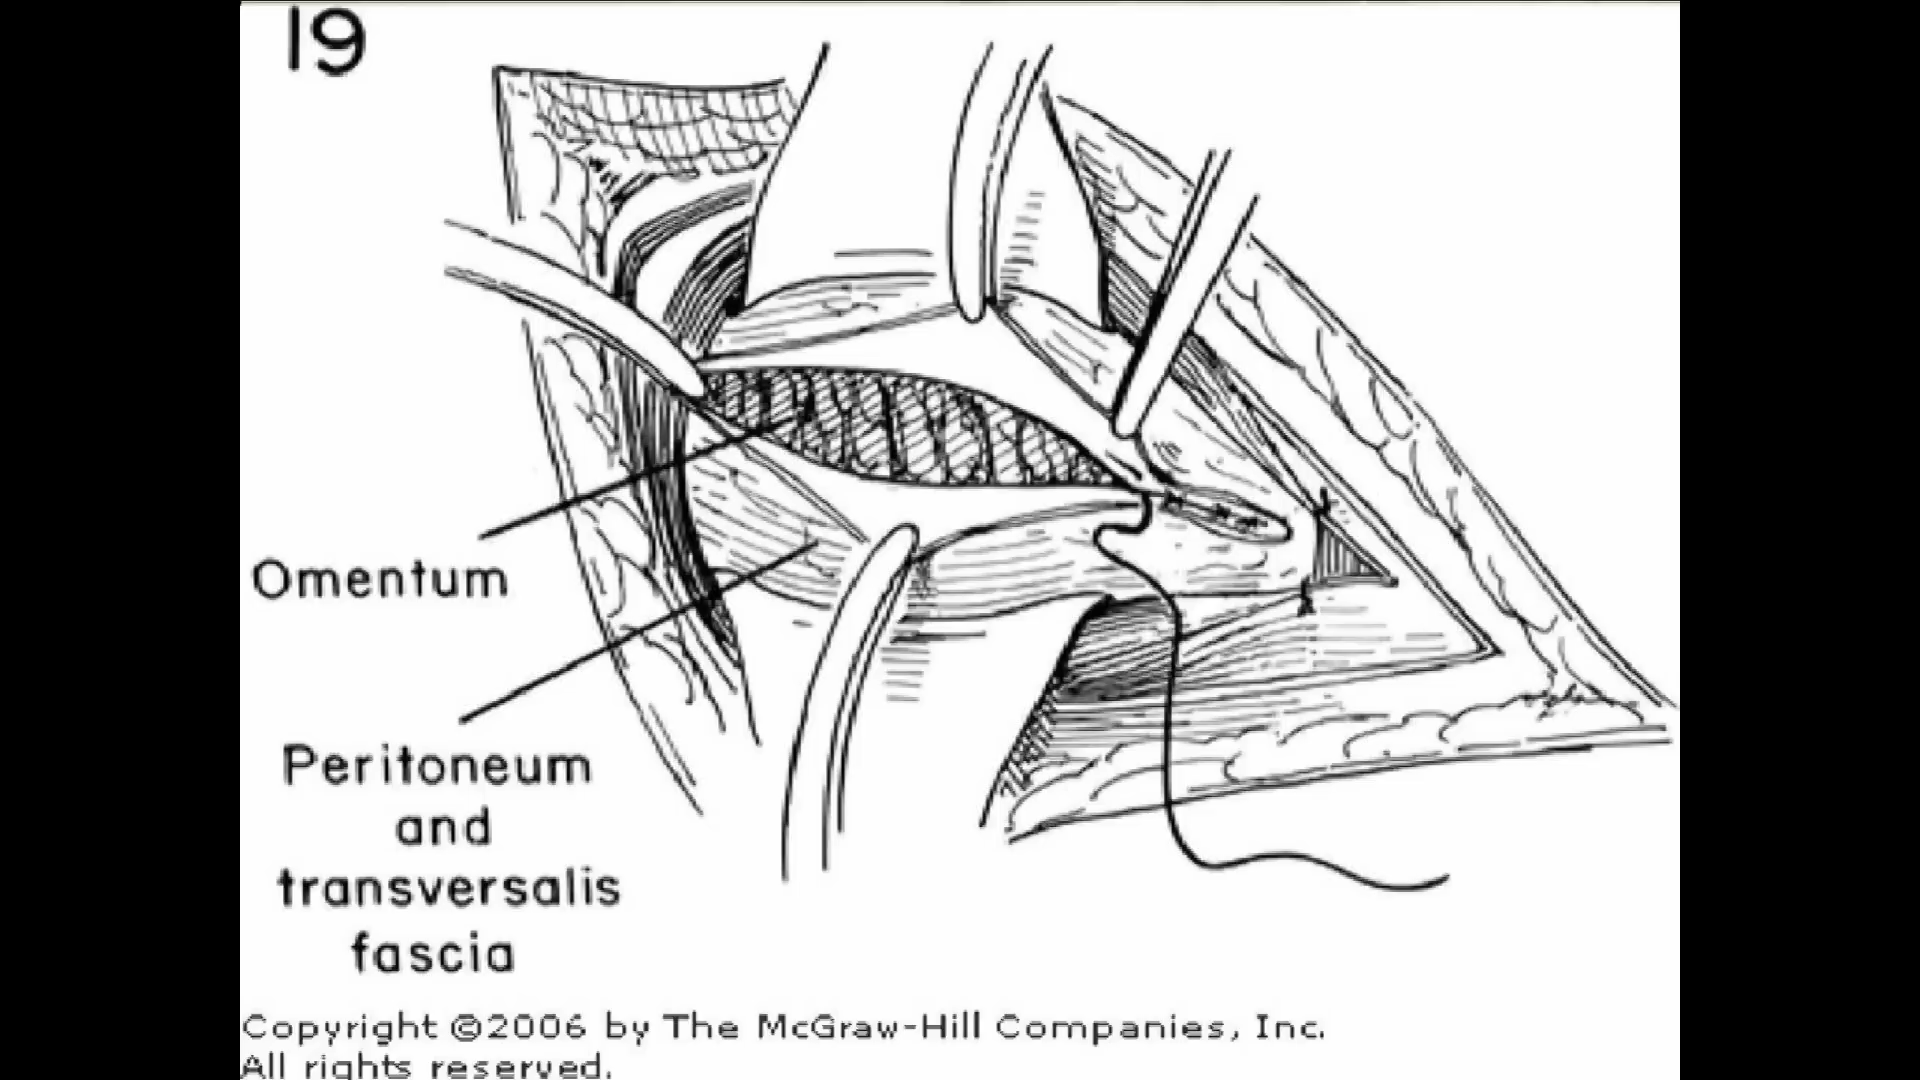 19
Omentum
Peritoneum
and
transversalis
fascia
Copyright ©2006 by The McGraw-Hill Companies, Inc.
All rights reserved.